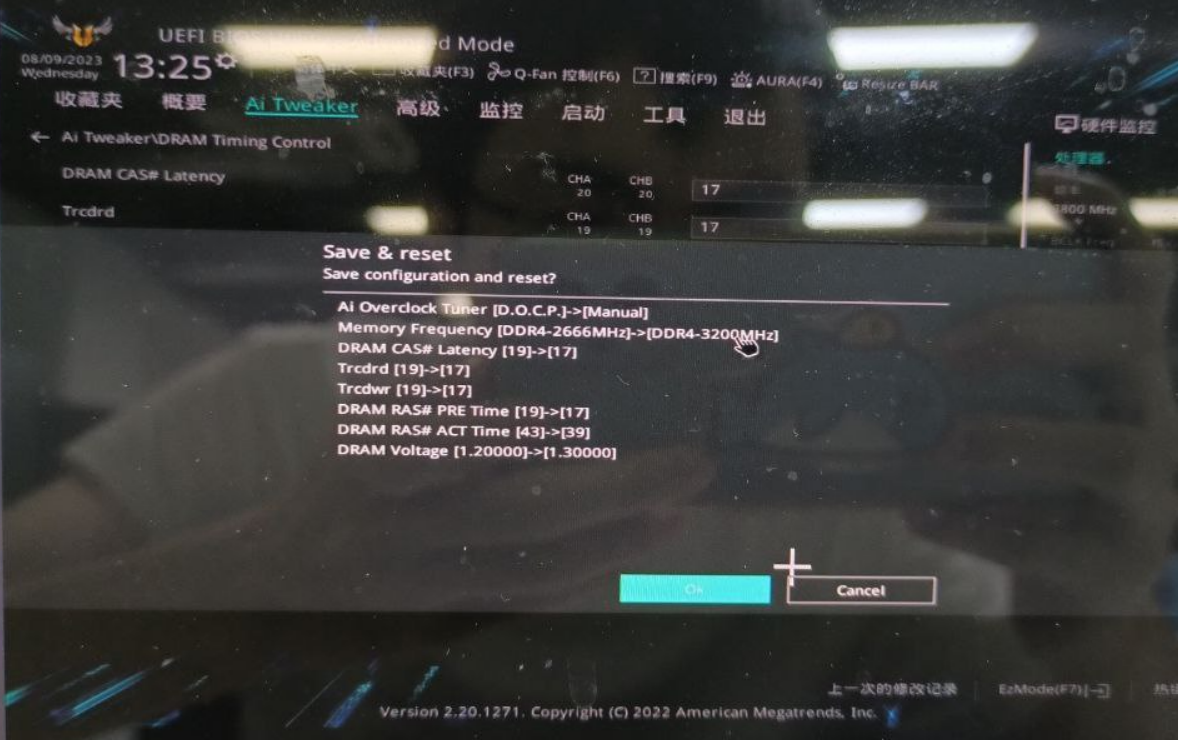 UEFI B d Mode
08/09/2023 Wednesday 13:25
收藏夹(F3) Q-Fan 控制(F6) ? 搜索(F9) AURA(F4) Resize BAR
收藏夹 概要 Ai Tweaker 高级 监控 启动 工具 退出
硬件监控
← Ai Tweaker\DRAM Timing Control
处理器
DRAM CAS# Latency CHA 20 CHB 20 17
Trcdrd CHA 19 CHB 19 17
MHz
Save & reset
Save configuration and reset?
Ai Overclock Tuner [D.O.C.P.]->[Manual]
Memory Frequency [DDR4-2666MHz]->[DDR4-3200MHz]
DRAM CAS# Latency [19]->[17]
Trcdrd [19]->[17]
Trcdwr [19]->[17]
DRAM RAS# PRE Time [19]->[17]
DRAM RAS# ACT Time [43]->[39]
DRAM Voltage [1.20000]->[1.30000]
Ok Cancel
上一次的修改记录 EzMode(F7)
Version 2.20.1271. Copyright (C) 2022 American Megatrends, Inc.